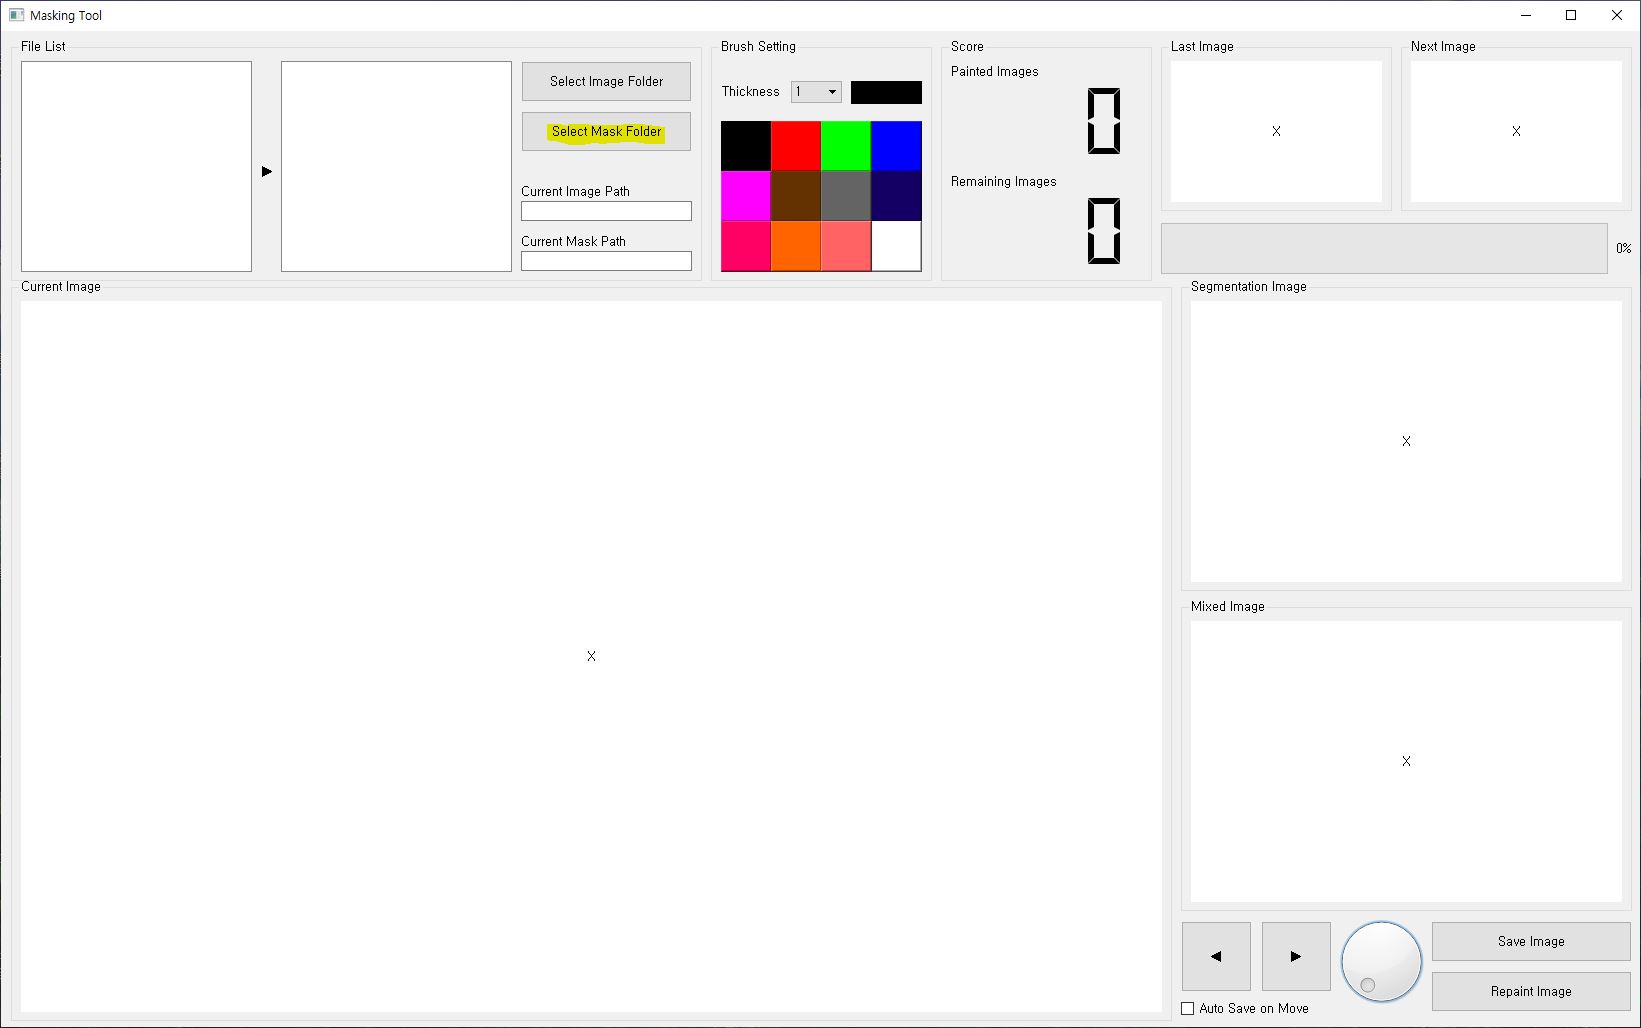 Masking Tool
File List
Select Image Folder
Select Mask Folder
Current Image Path
Current Mask Path
Brush Setting
Thickness 1
Score
Painted Images
0
Remaining Images
0
Last Image
X
Next Image
X
0%
Current Image
X
Segmentation Image
X
Mixed Image
X
Save Image
Repaint Image
Auto Save on Move